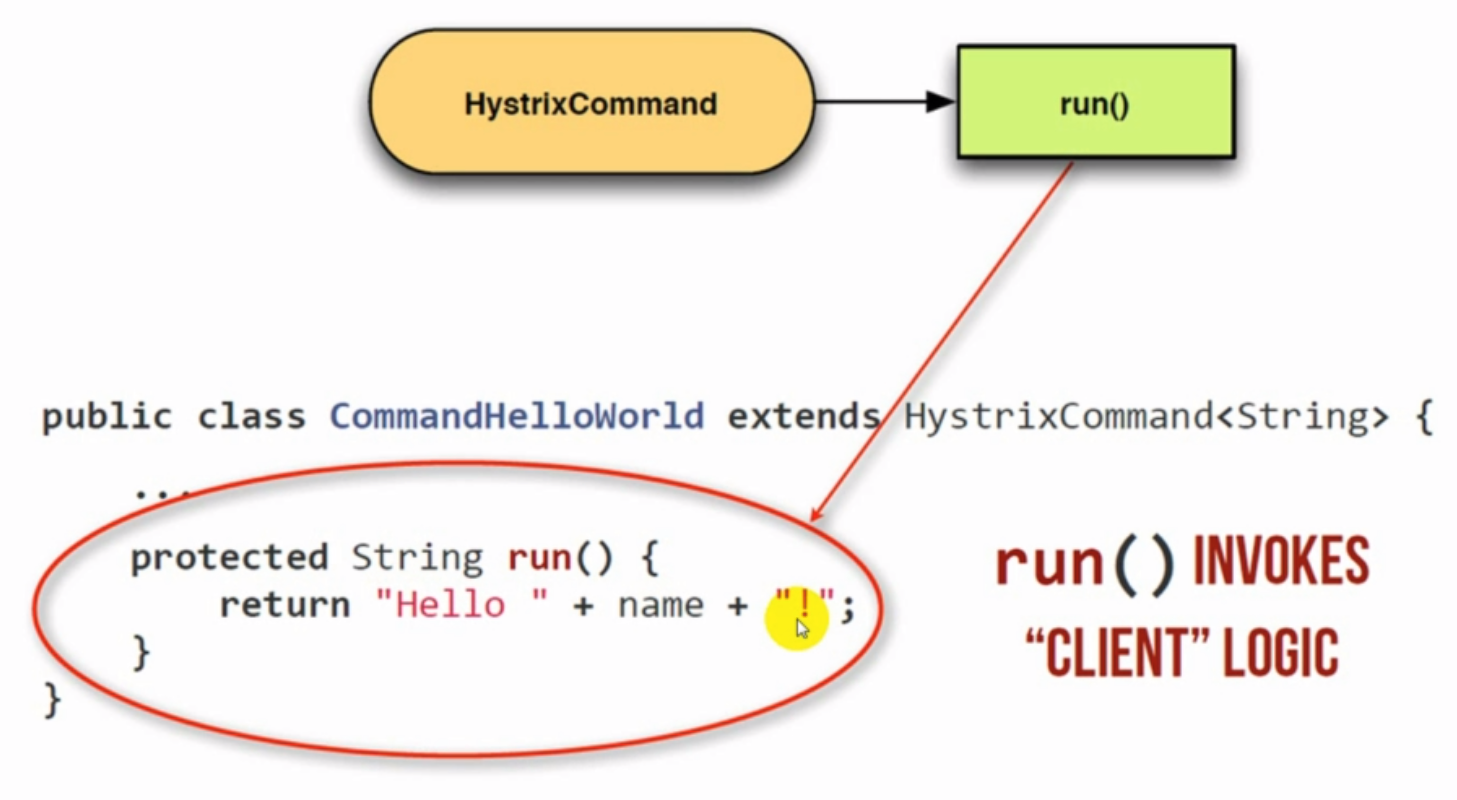 HystrixCommand
run()
public class CommandHelloWorld extends HystrixCommand<String> {
...
protected String run() {
return "Hello " + name + "!";
}
}
run() INVOKES
“CLIENT” LOGIC